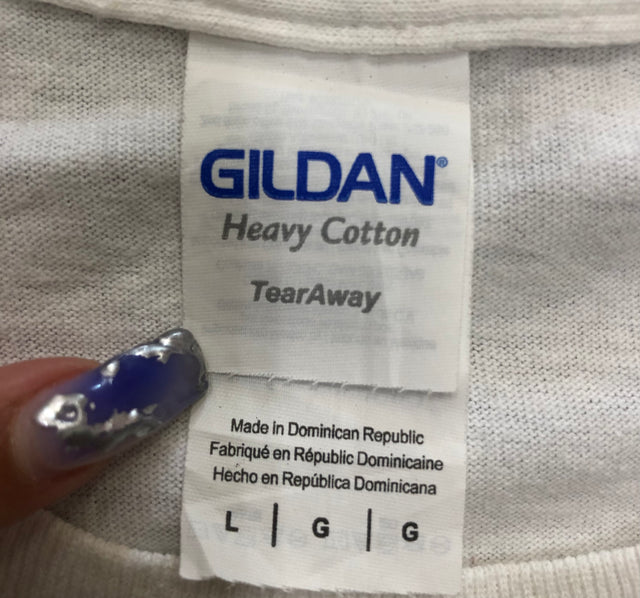 GILDAN®
Heavy Cotton
TearAway
Made in Dominican Republic
Fabriqué en Républic Dominicaine
Hecho en República Dominicana
L | G | G